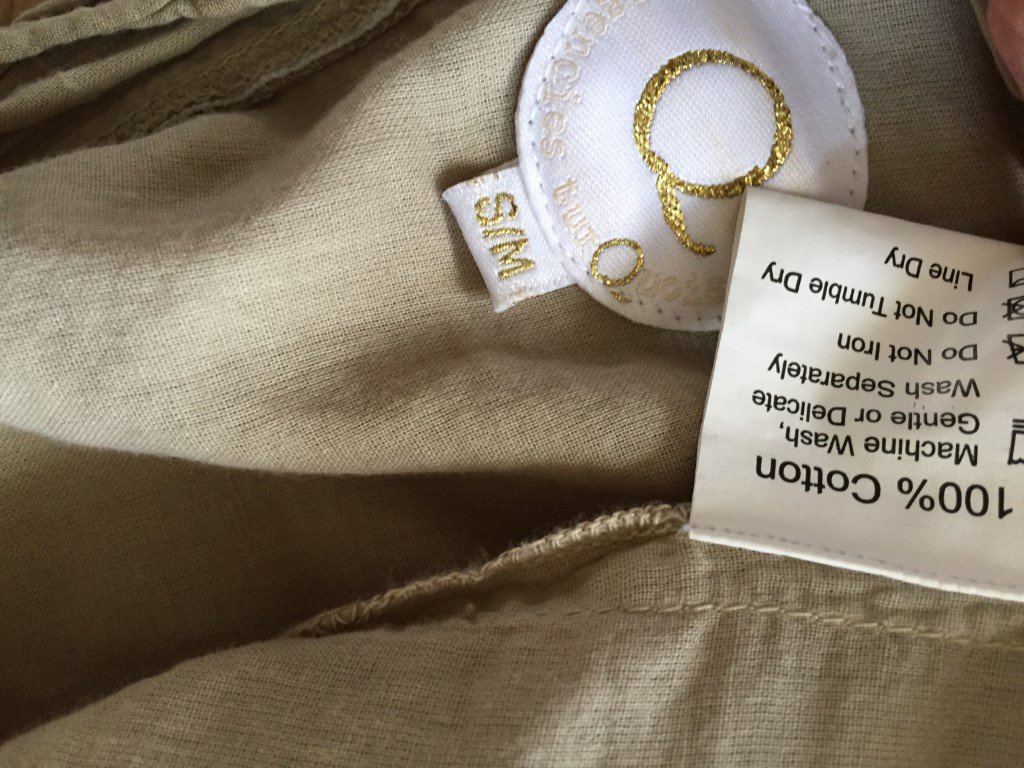 100% Cotton
Machine Wash,
Gentle or Delicate
Wash Separately
Do Not Iron
Do Not Tumble Dry
Line Dry
S/M
Q